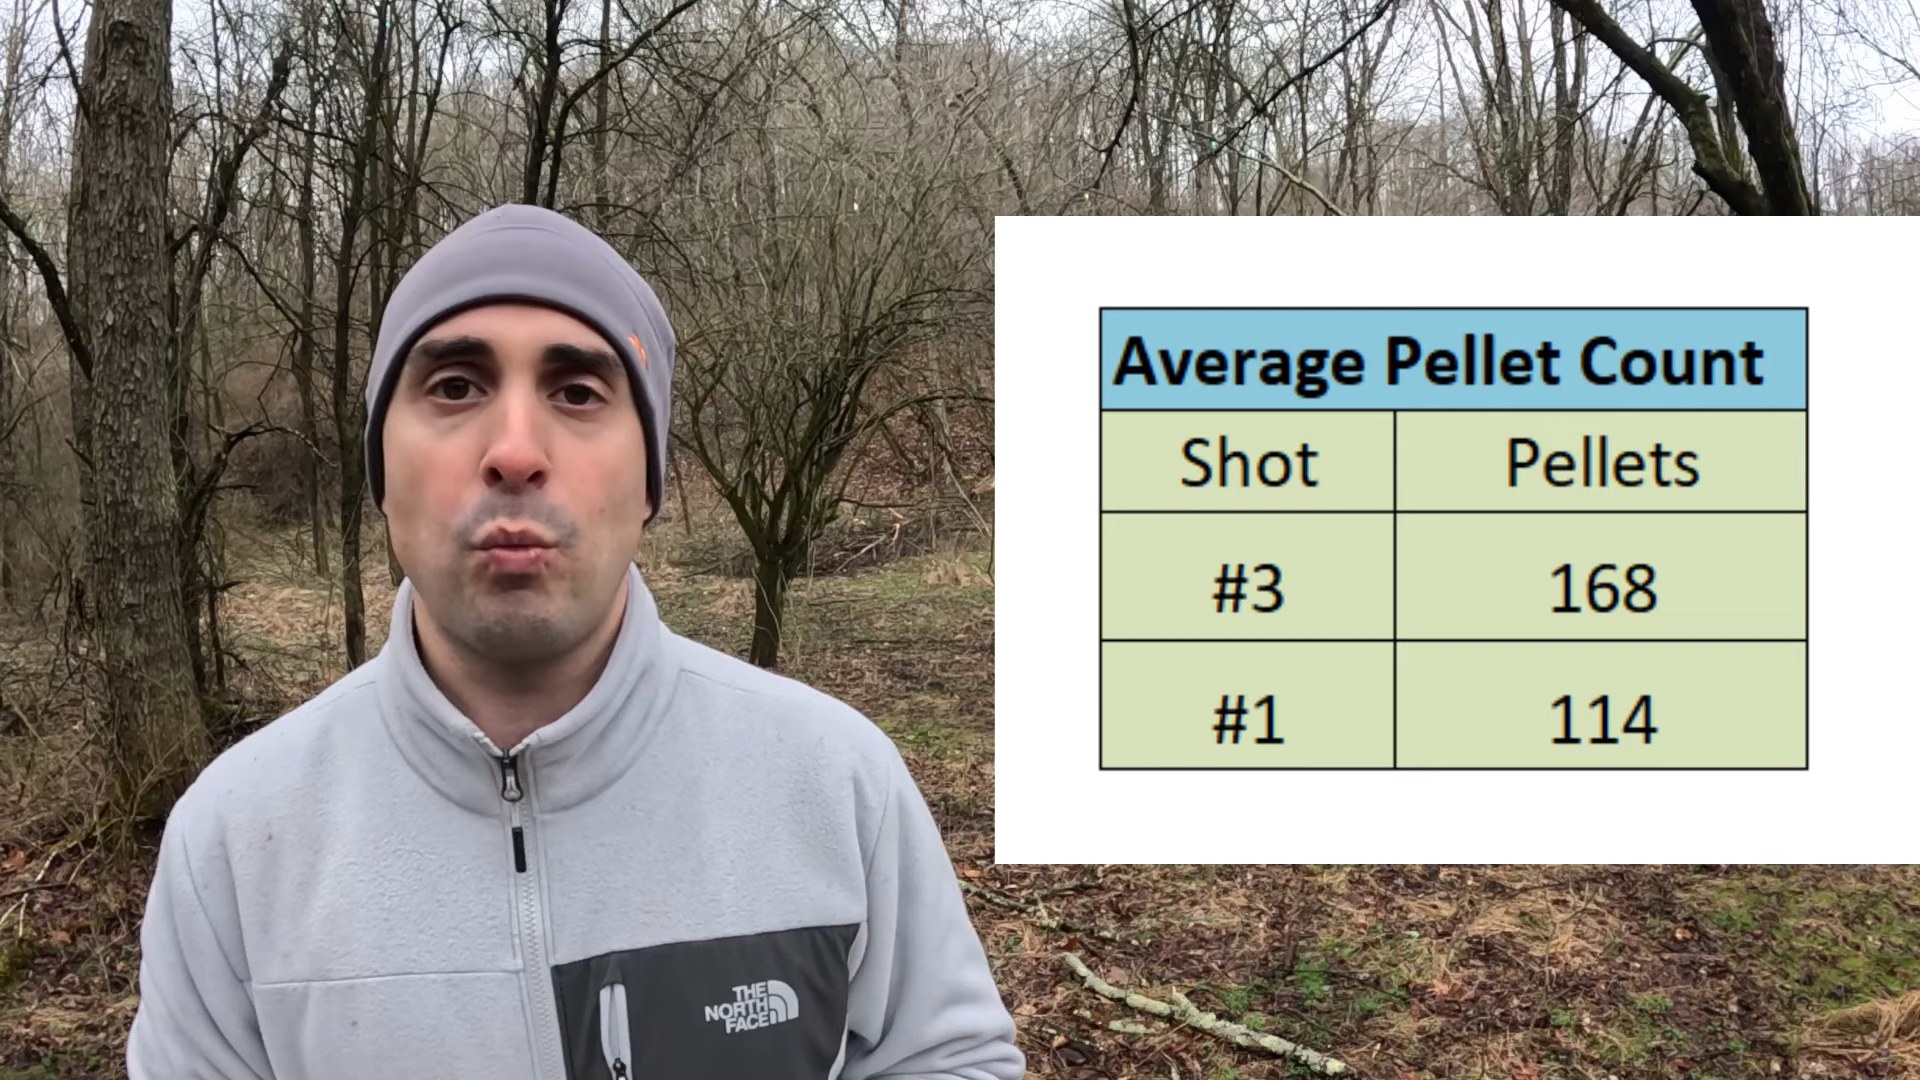 Average Pellet Count
Shot Pellets
#3 168
#1 114
THE
NORTH
FACE